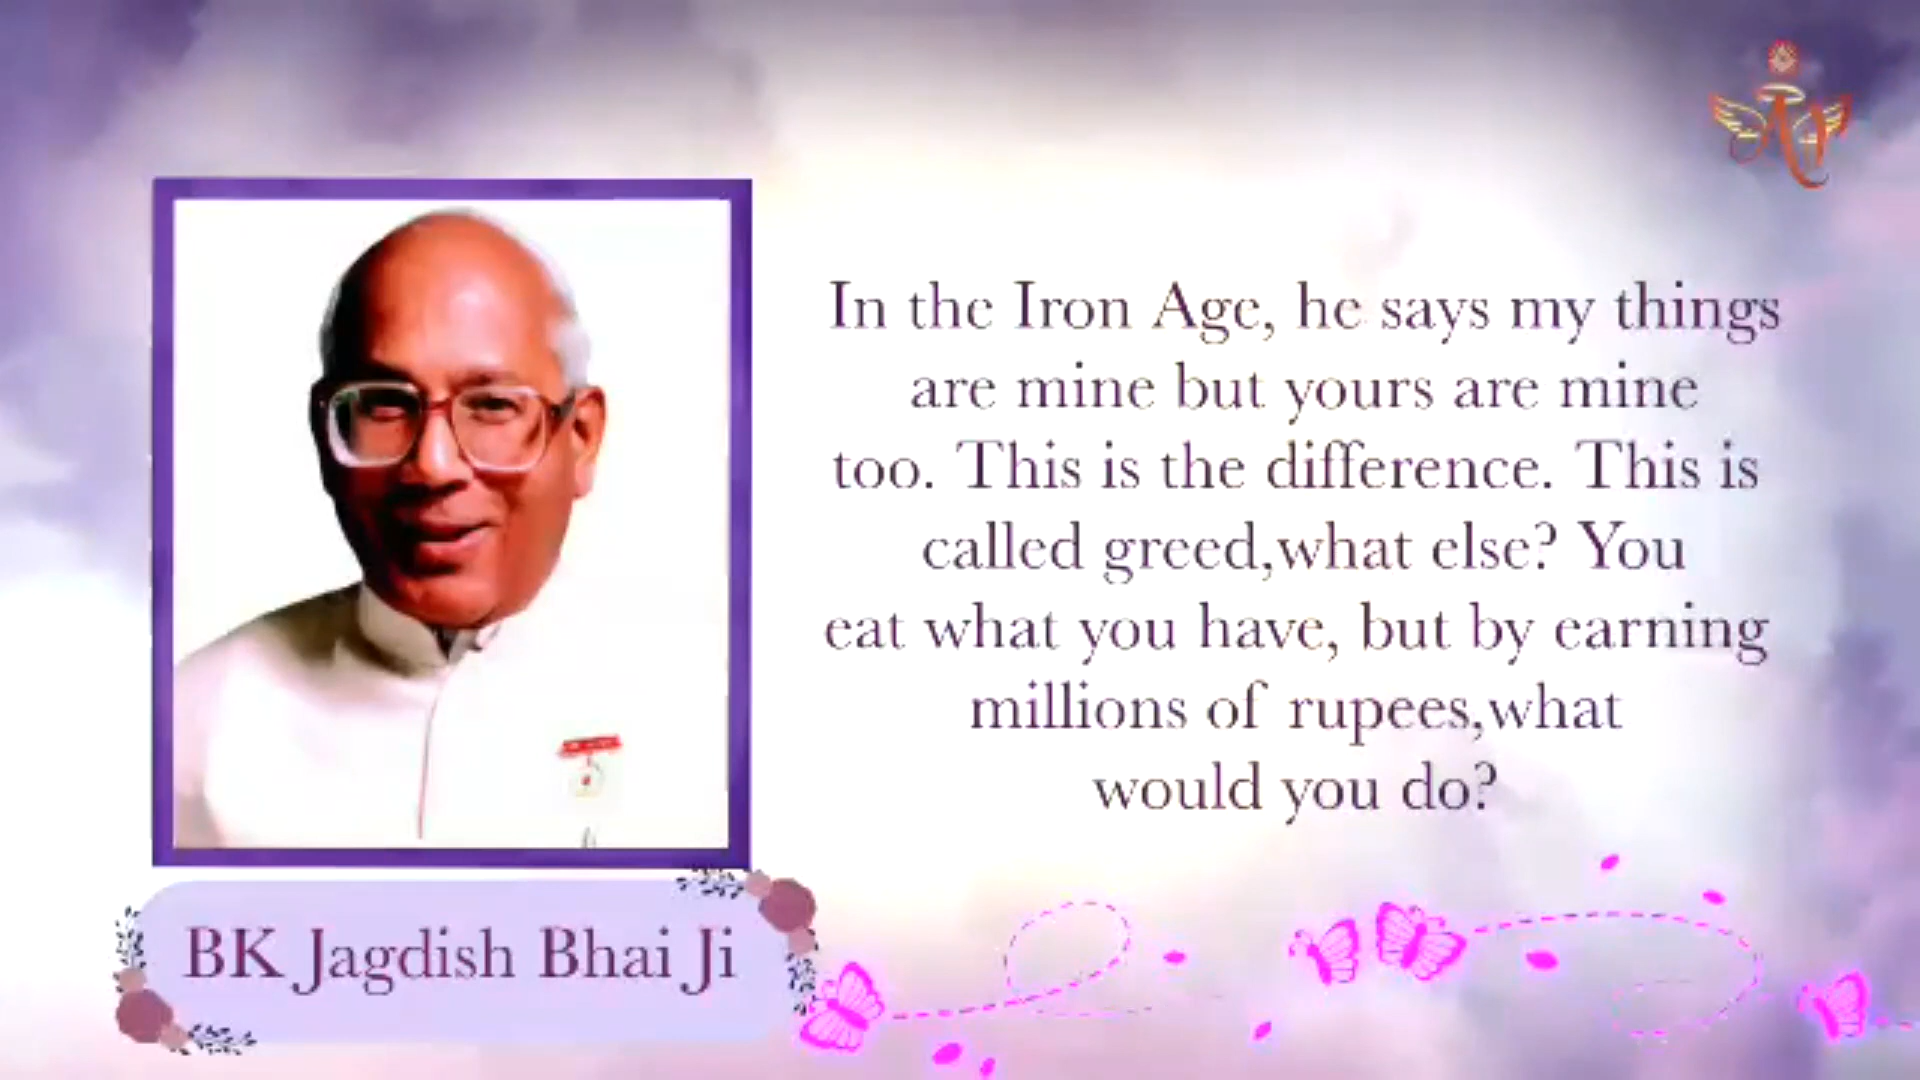 In the Iron Age, he says my things
are mine but yours are mine
too. This is the difference. This is
called greed,what else? You
eat what you have, but by earning
millions of rupees,what
would you do?
BK Jagdish Bhai Ji